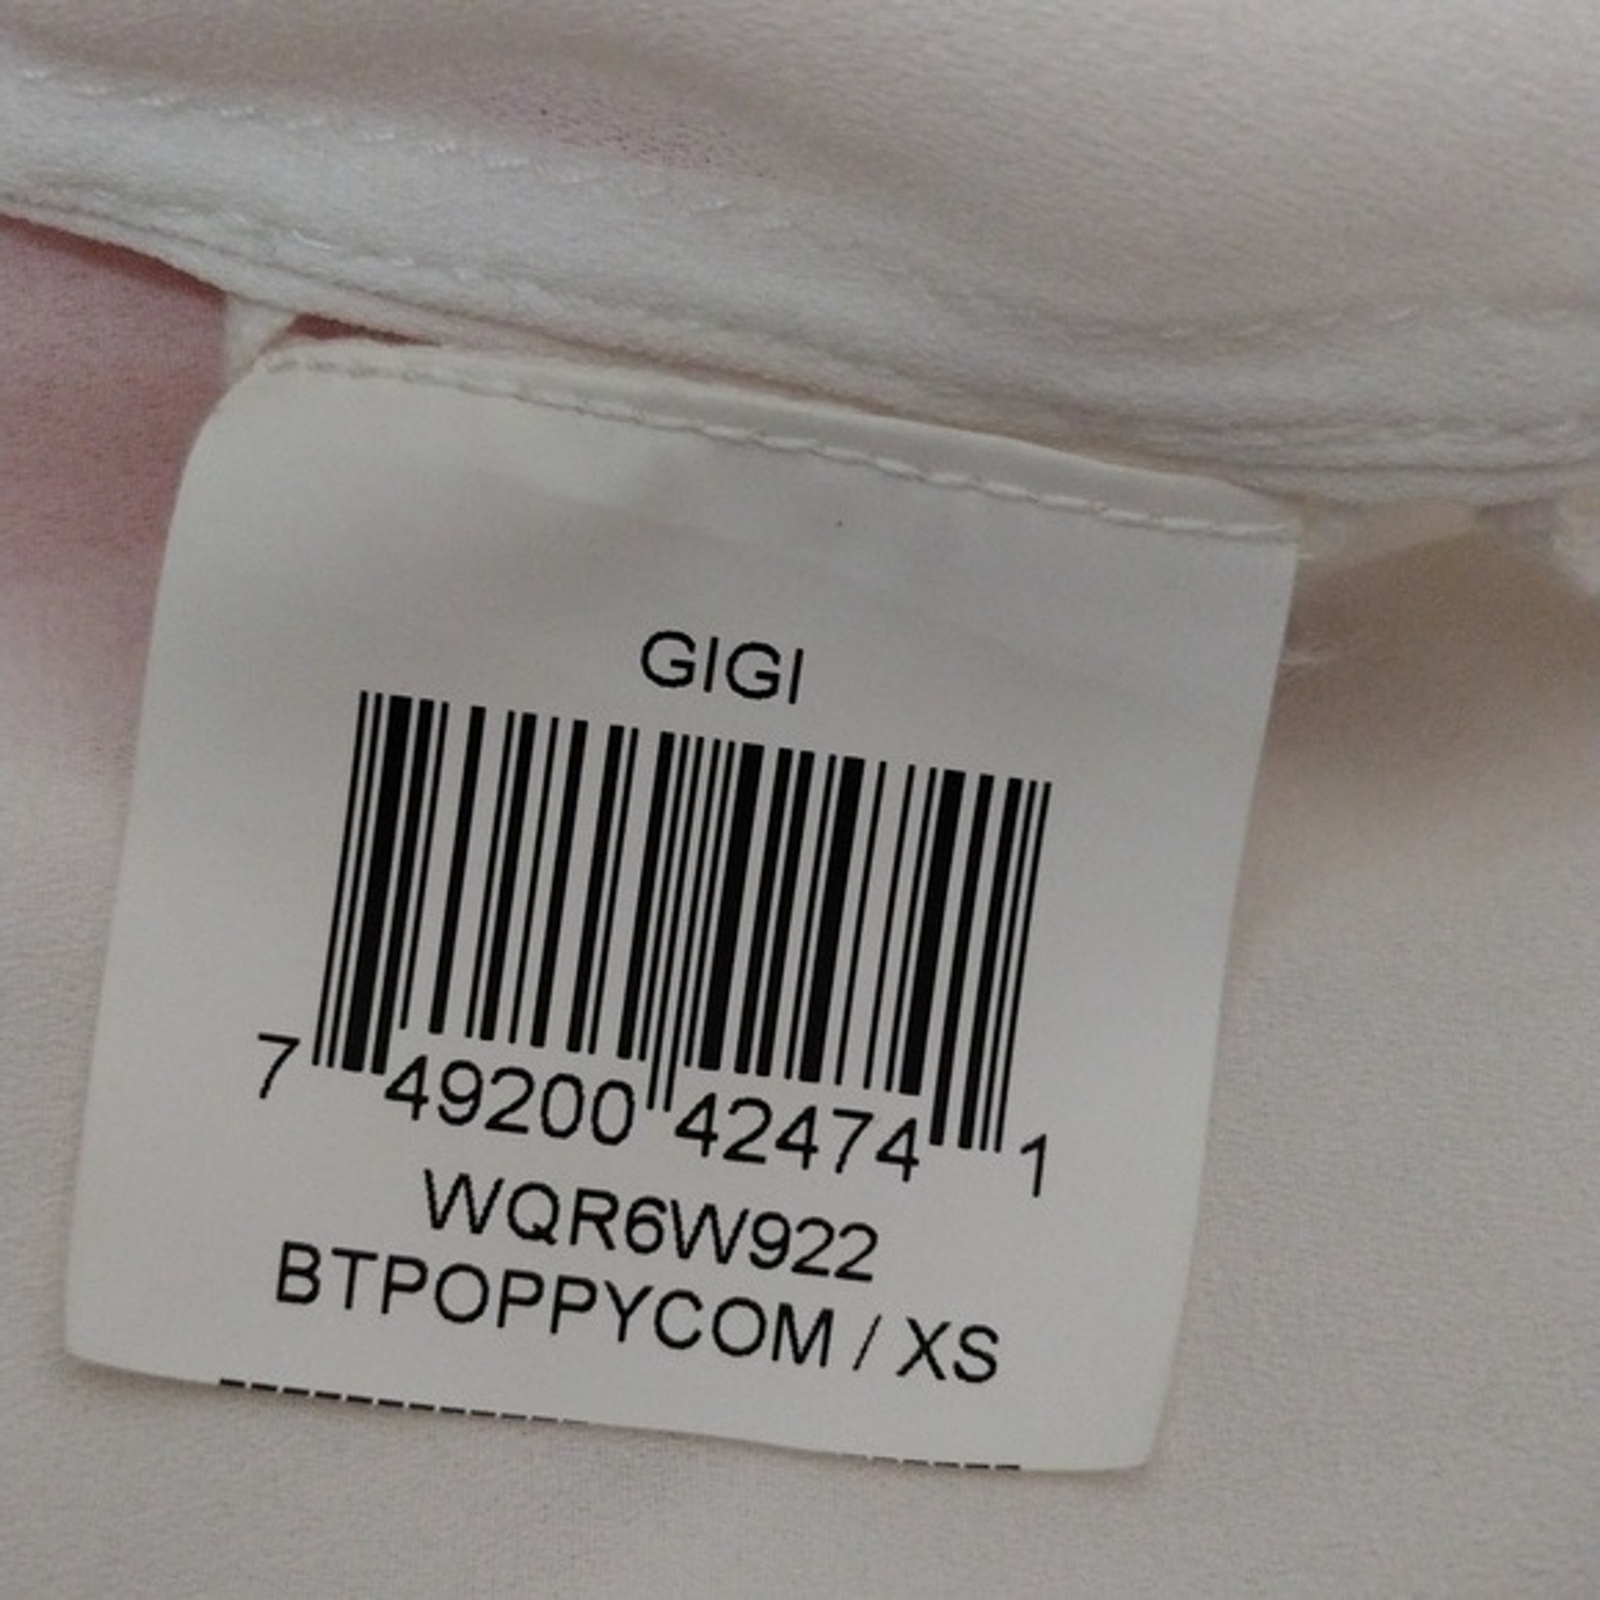 GIGI
7 49200 42474 1
WQR6W922
BTPOPPYCOM / XS